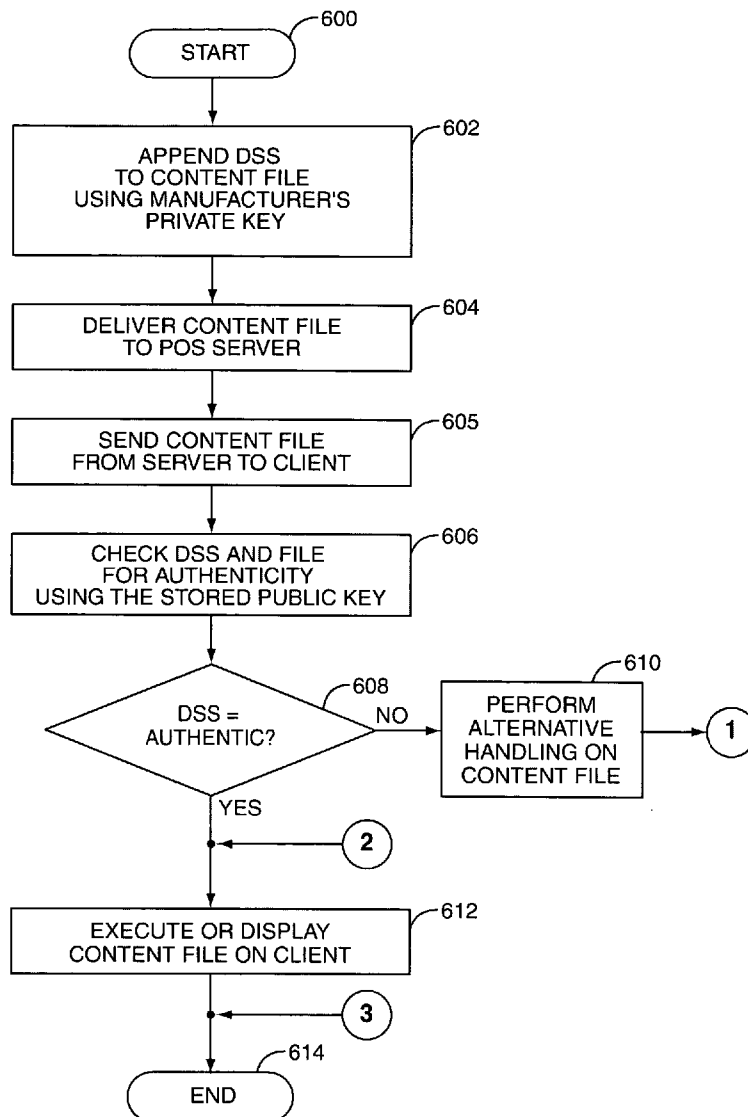 600
START
602
APPEND DSS
TO CONTENT FILE
USING MANUFACTURER'S
PRIVATE KEY
604
DELIVER CONTENT FILE
TO POS SERVER
605
SEND CONTENT FILE
FROM SERVER TO CLIENT
606
CHECK DSS AND FILE
FOR AUTHENTICITY
USING THE STORED PUBLIC KEY
608
DSS =
AUTHENTIC?
NO
610
PERFORM
ALTERNATIVE
HANDLING ON
CONTENT FILE
1
YES
2
612
EXECUTE OR DISPLAY
CONTENT FILE ON CLIENT
3
614
END